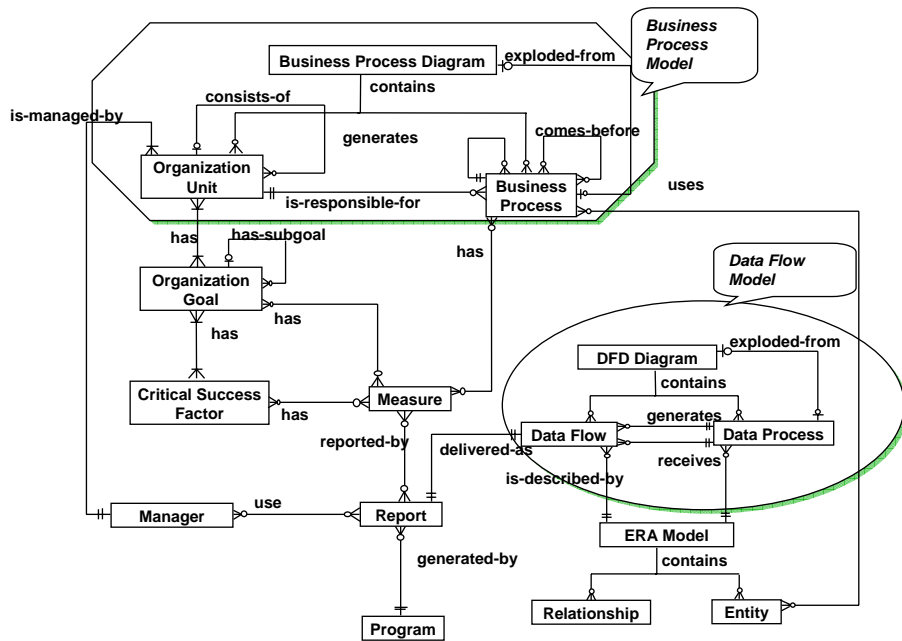 Business
Process
Model
exploded-from
Business Process Diagram
contains
consists-of
is-managed-by
generates
comes-before
Organization
Unit
Business
Process
is-responsible-for
uses
has
has-subgoal
has
Organization
Goal
has
has
Data Flow
Model
exploded-from
DFD Diagram
contains
Critical Success
Factor
has
Measure
generates
Data Flow
Data Process
reported-by
delivered-as
receives
is-described-by
Manager
use
Report
ERA Model
generated-by
contains
Relationship
Entity
Program